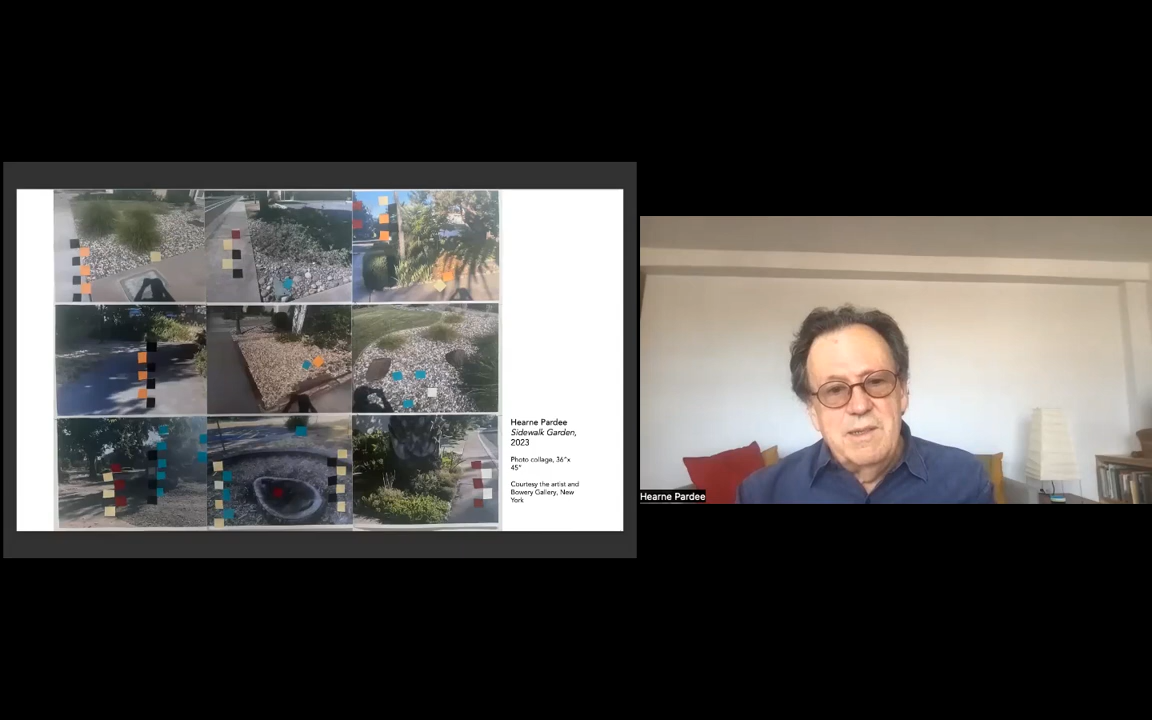 Hearne Pardee
Sidewalk Garden,
2023
Photo collage, 36"x
45"
Courtesy the artist and
Bowery Gallery, New
York
Hearne Pardee